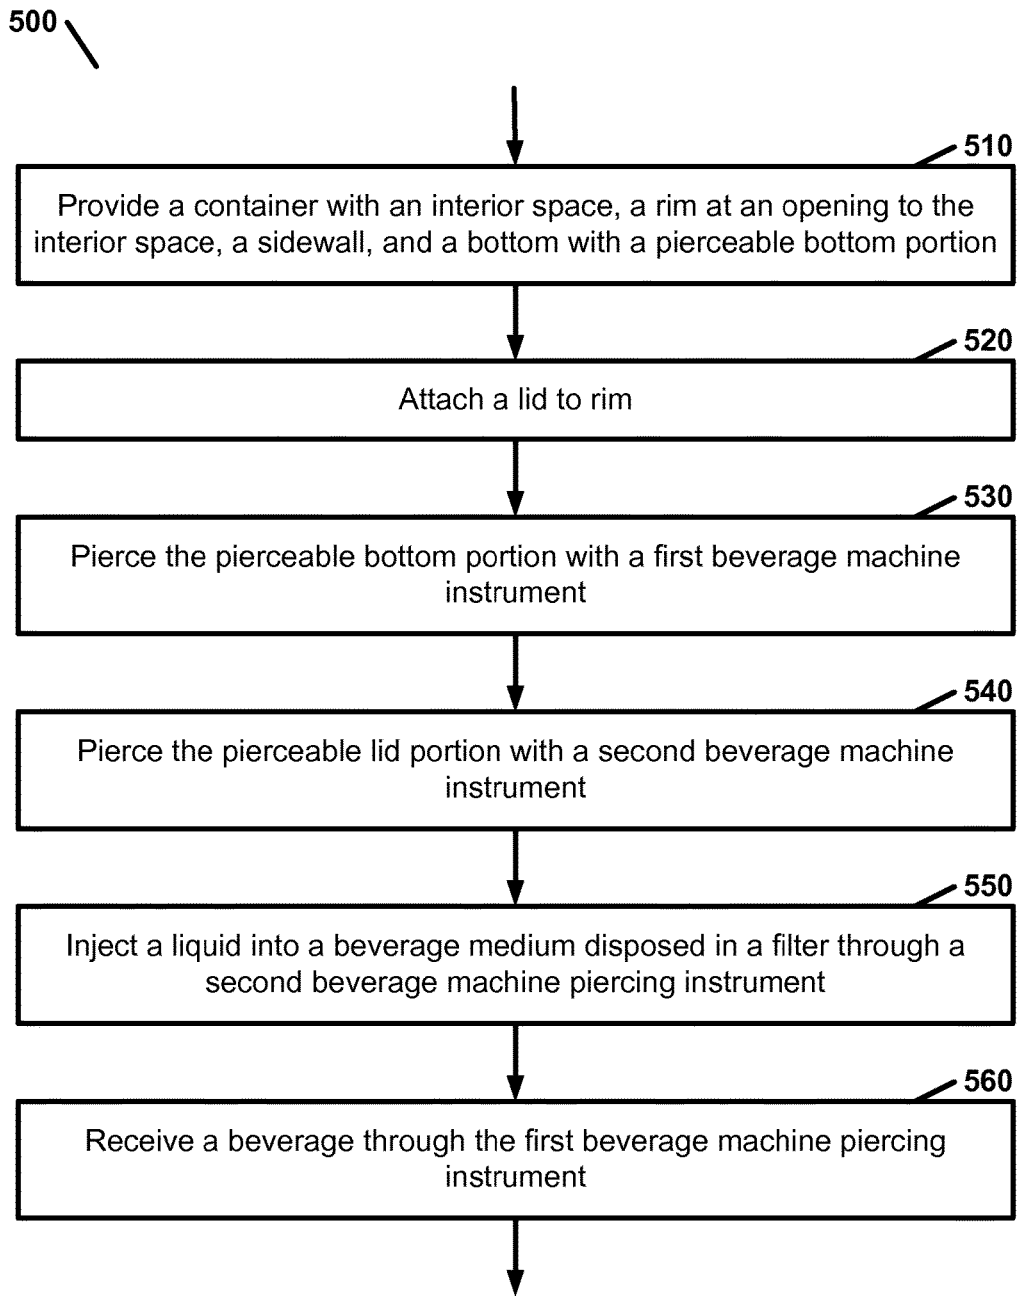 500
510
Provide a container with an interior space, a rim at an opening to the
interior space, a sidewall, and a bottom with a pierceable bottom portion
520
Attach a lid to rim
530
Pierce the pierceable bottom portion with a first beverage machine
instrument
540
Pierce the pierceable lid portion with a second beverage machine
instrument
550
Inject a liquid into a beverage medium disposed in a filter through a
second beverage machine piercing instrument
560
Receive a beverage through the first beverage machine piercing
instrument